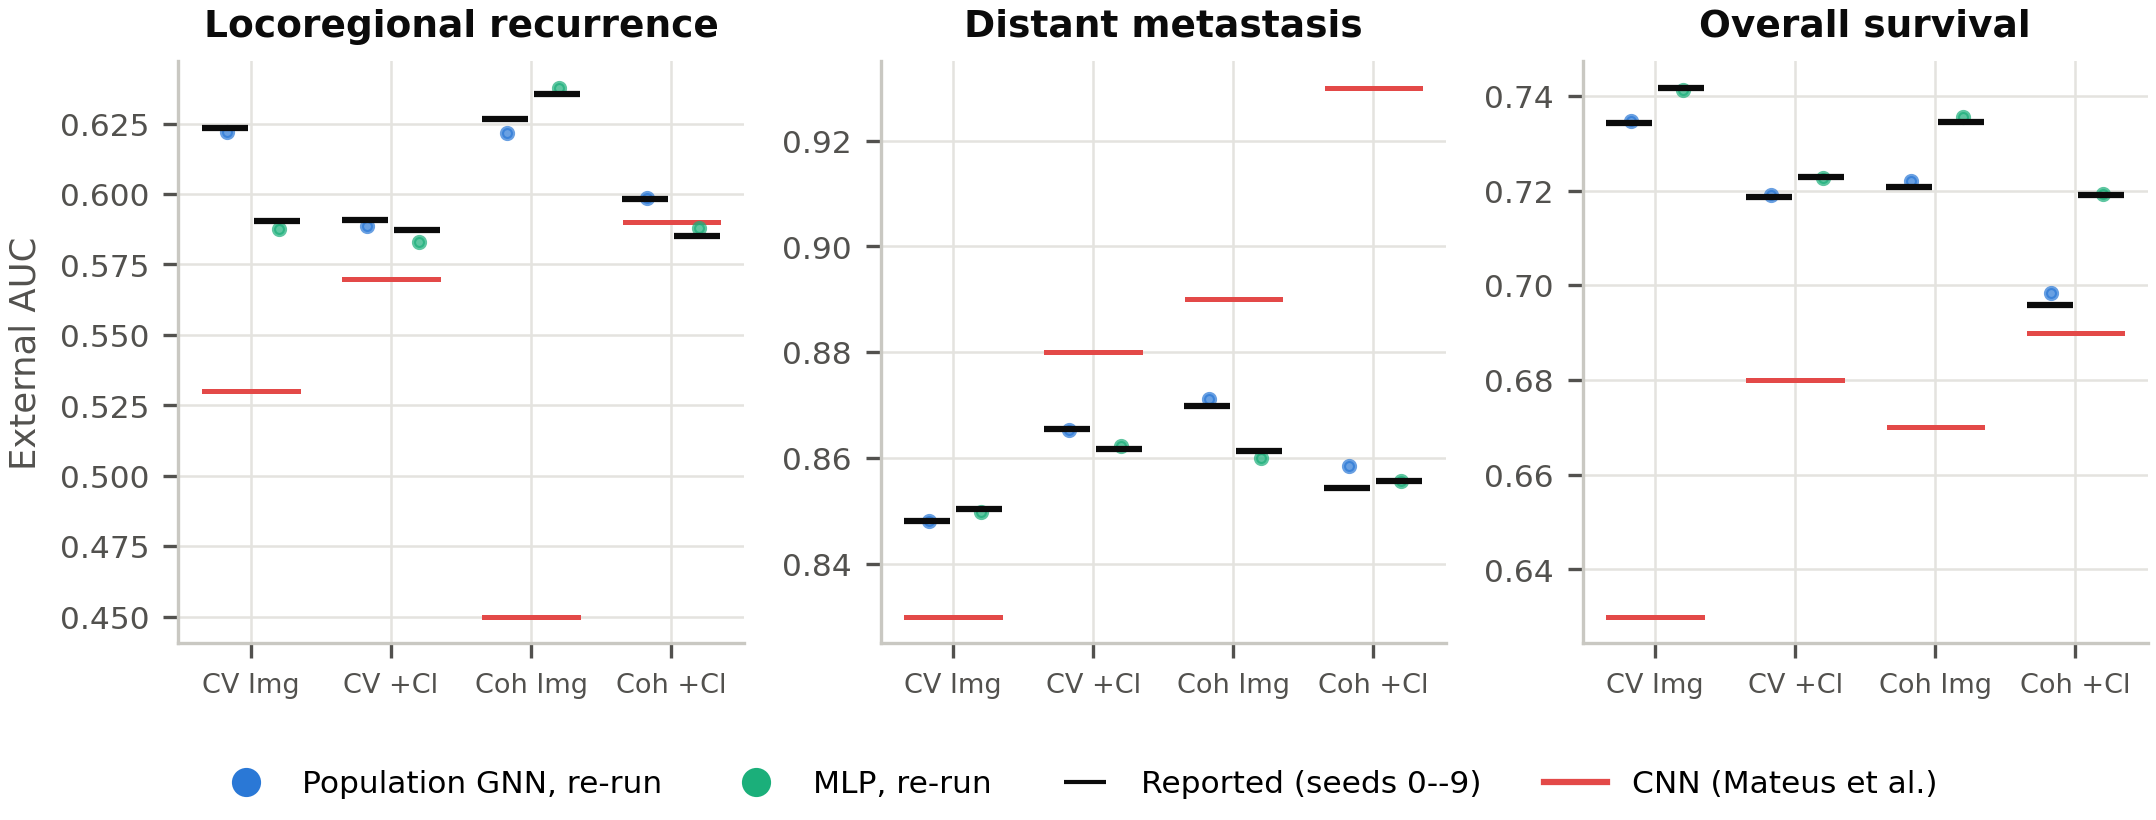 Locoregional recurrence
Distant metastasis
Overall survival
External AUC
0.625
0.600
0.575
0.550
0.525
0.500
0.475
0.450
CV Img
CV +Cl
Coh Img
Coh +Cl
0.92
0.90
0.88
0.86
0.84
CV Img
CV +Cl
Coh Img
Coh +Cl
0.74
0.72
0.70
0.68
0.66
0.64
CV Img
CV +Cl
Coh Img
Coh +Cl
Population GNN, re-run
MLP, re-run
Reported (seeds 0--9)
CNN (Mateus et al.)